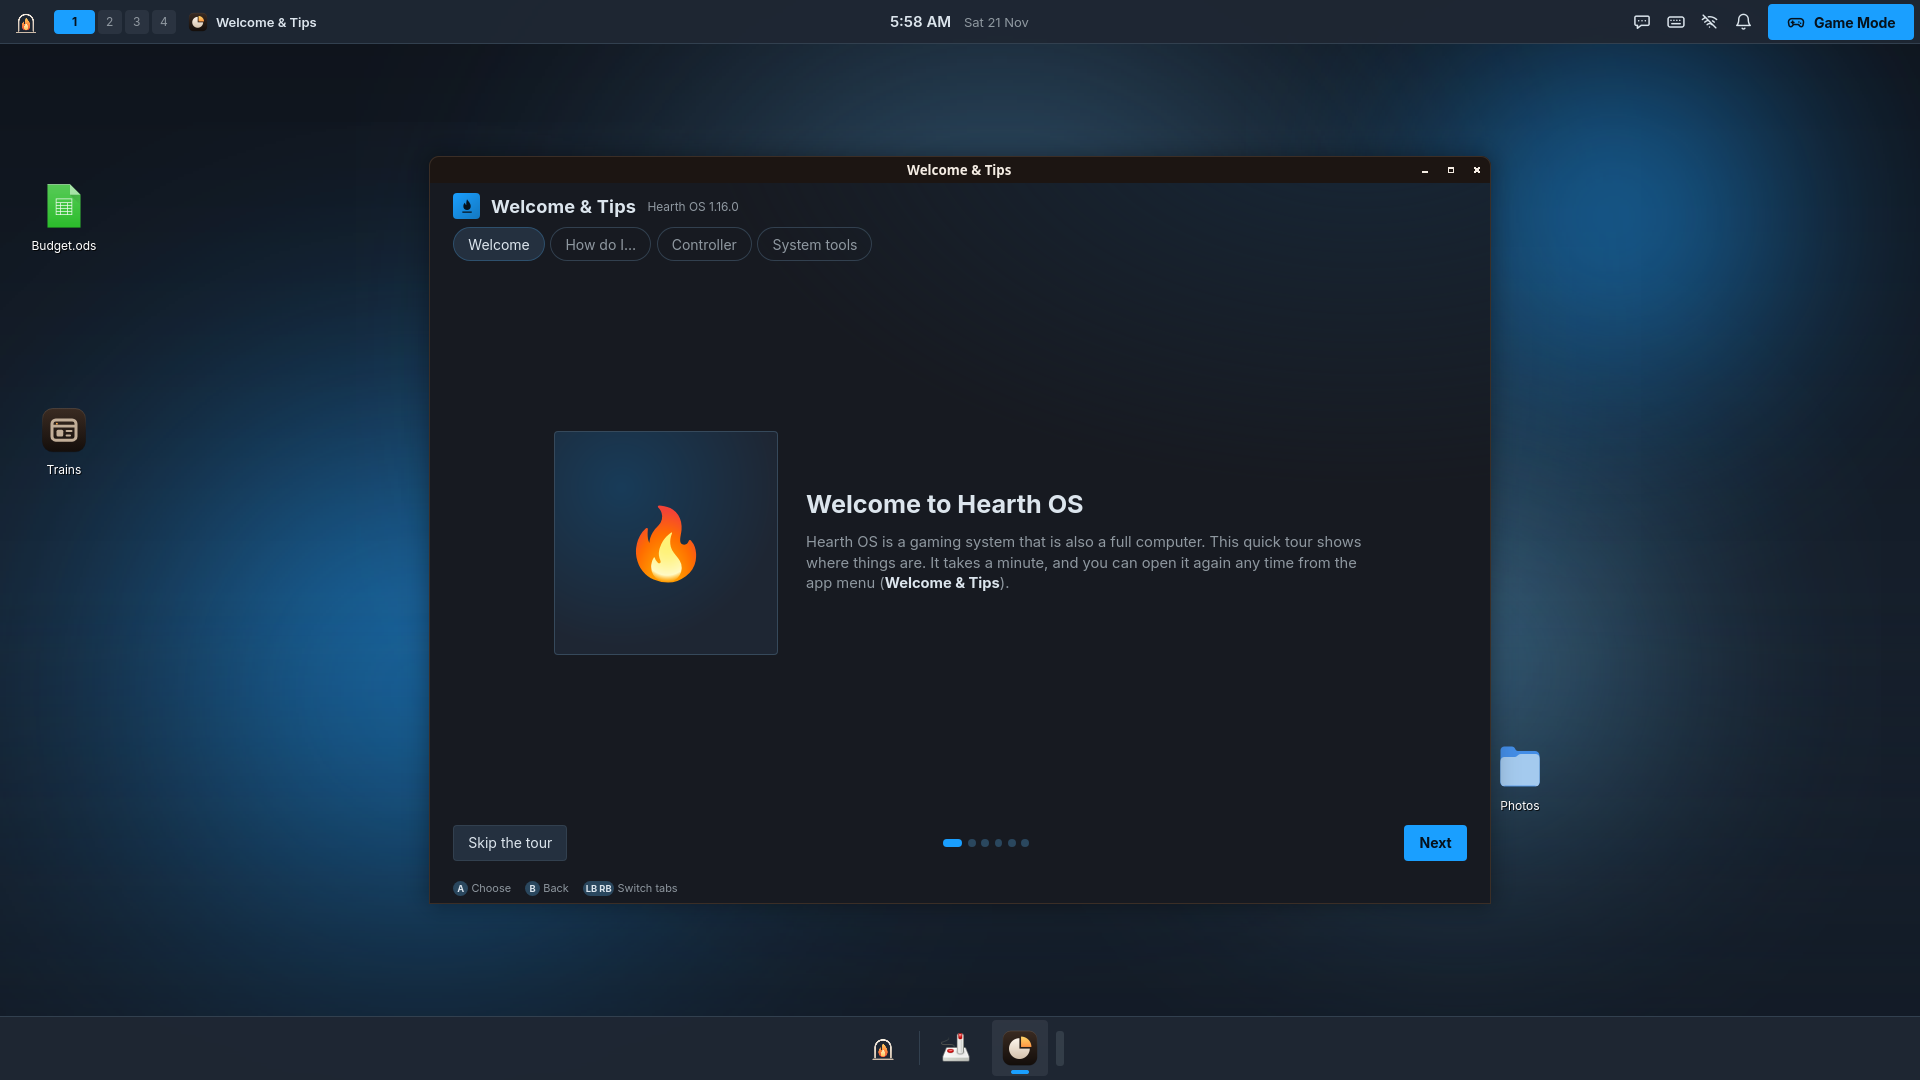 1 2 3 4 Welcome & Tips 5:58 AM Sat 21 Nov Game Mode
Welcome & Tips
Welcome & Tips Hearth OS 1.16.0
Welcome How do I... Controller System tools
Budget.ods
Trains
Welcome to Hearth OS
Hearth OS is a gaming system that is also a full computer. This quick tour shows
where things are. It takes a minute, and you can open it again any time from the
app menu (Welcome & Tips).
Photos
Skip the tour Next
A Choose B Back LB RB Switch tabs